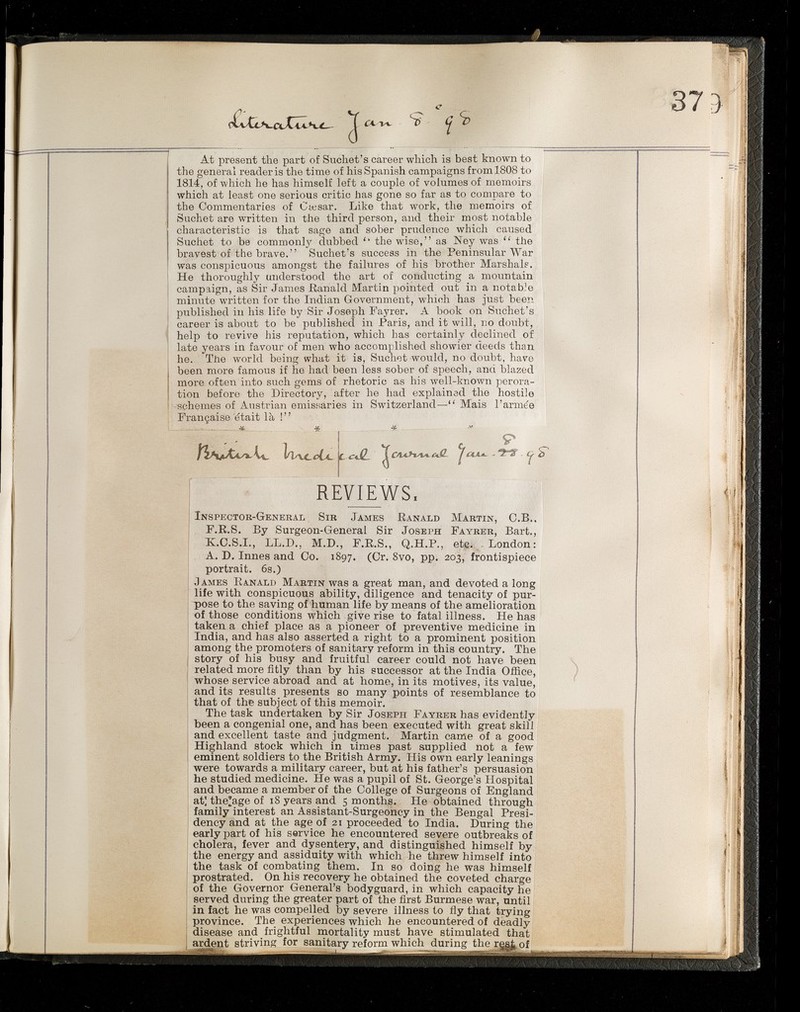 379
Literature Jan 8 98
At present the part of Suchet's career which is best known to
the general reader is the time of his Spanish campaigns from 1808 to
1814, of which he has himself left a couple of volumes of memoirs
which at least one serious critic has gone so far as to compare to
the Commentaries of Cæsar. Like that work, the memoirs of
Suchet are written in the third person, and their most notable
characteristic is that sage and sober prudence which caused
Suchet to be commonly dubbed “ the wise,” as Ney was “ the
bravest of the brave.” Suchet's success in the Peninsular War
was conspicuous amongst the failures of his brother Marshals.
He thoroughly understood the art of conducting a mountain
campaign, as Sir James Ranald Martin pointed out in a notable
minute written for the Indian Government, which has just been
published in his life by Sir Joseph Fayrer. A book on Suchet's
career is about to be published in Paris, and it will, no doubt,
help to revive his reputation, which has certainly declined of
late years in favour of men who accomplished showier deeds than
he. The world being what it is, Suchet would, no doubt, have
been more famous if he had been less sober of speech, and blazed
more often into such gems of rhetoric as his well-known perora-
tion before the Directory, after he had explained the hostile
schemes of Austrian emissaries in Switzerland—“ Mais l'armée
Française était là !”
* * * *
British Medical Journal Jan. 8 98
REVIEWS.
INSPECTOR-GENERAL SIR JAMES RANALD MARTIN, C.B.,
F.R.S. By Surgeon-General Sir JOSEPH FAYRER, Bart.,
K.C.S.I., LL.D., M.D., F.R.S., Q.H.P., etc. London:
A. D. Innes and Co. 1897. (Cr. 8vo, pp. 203, frontispiece
portrait. 6s.)
JAMES RANALD MARTIN was a great man, and devoted a long
life with conspicuous ability, diligence and tenacity of pur-
pose to the saving of human life by means of the amelioration
of those conditions which give rise to fatal illness. He has
taken a chief place as a pioneer of preventive medicine in
India, and has also asserted a right to a prominent position
among the promoters of sanitary reform in this country. The
story of his busy and fruitful career could not have been
related more fitly than by his successor at the India Office,
whose service abroad and at home, in its motives, its value,
and its results presents so many points of resemblance to
that of the subject of this memoir.
The task undertaken by Sir JOSEPH FAYRER has evidently
been a congenial one, and has been executed with great skill
and excellent taste and judgment. Martin came of a good
Highland stock which in times past supplied not a few
eminent soldiers to the British Army. His own early leanings
were towards a military career, but at his father's persuasion
he studied medicine. He was a pupil of St. George's Hospital
and became a member of the College of Surgeons of England
at the age of 18 years and 5 months. He obtained through
family interest an Assistant-Surgeoncy in the Bengal Presi-
dency and at the age of 21 proceeded to India. During the
early part of his service he encountered severe outbreaks of
cholera, fever and dysentery, and distinguished himself by
the energy and assiduity with which he threw himself into
the task of combating them. In so doing he was himself
prostrated. On his recovery he obtained the coveted charge
of the Governor General's bodyguard, in which capacity he
served during the greater part of the first Burmese war, until
in fact he was compelled by severe illness to fly that trying
province. The experiences which he encountered of deadly
disease and frightful mortality must have stimulated that
ardent striving for sanitary reform which during the rest of